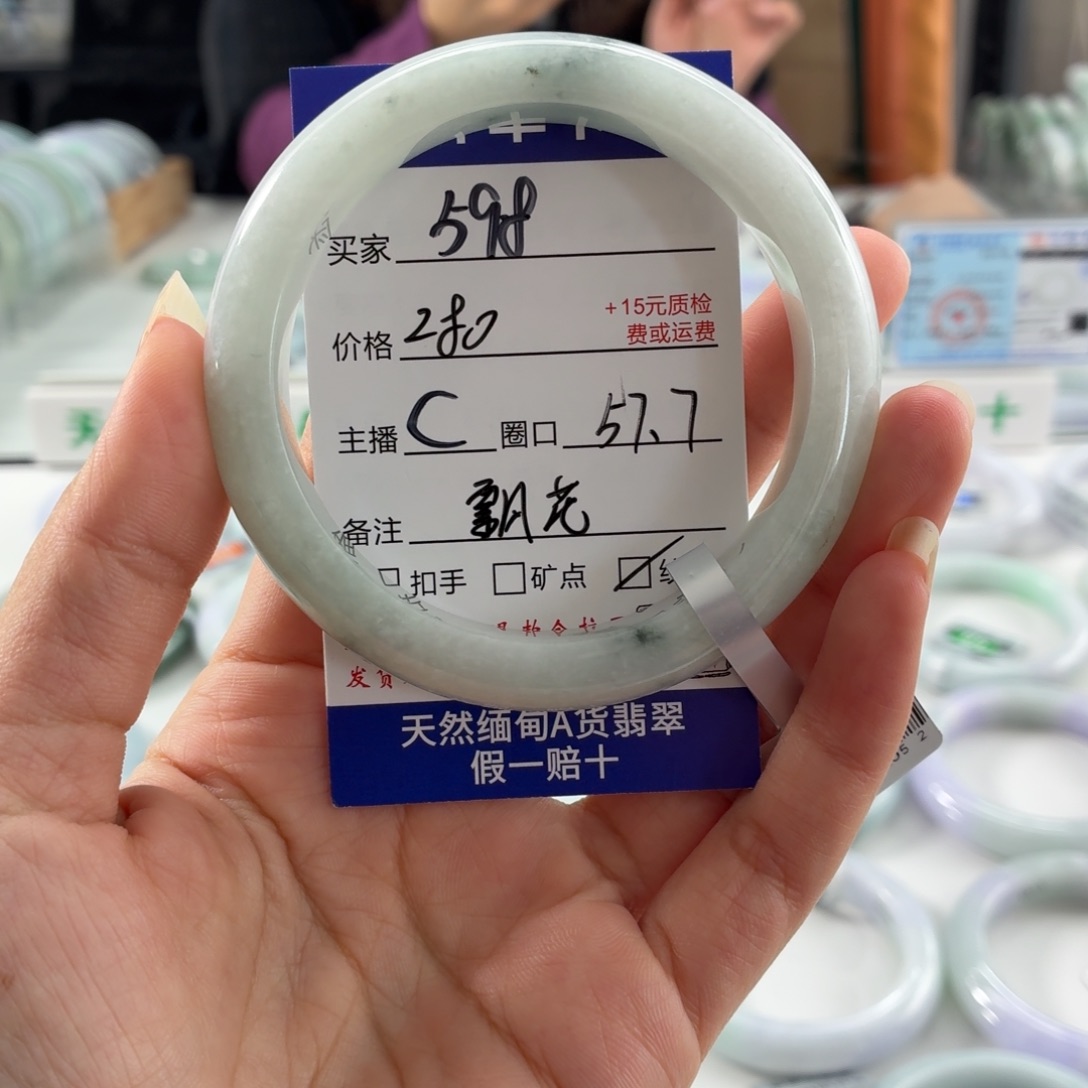 买家 598
价格 280 +15元质检
费或运费
主播 C 圈口 57.7
备注 飘花
扣手 矿点
发货
天然缅甸A货翡翠
假一赔十